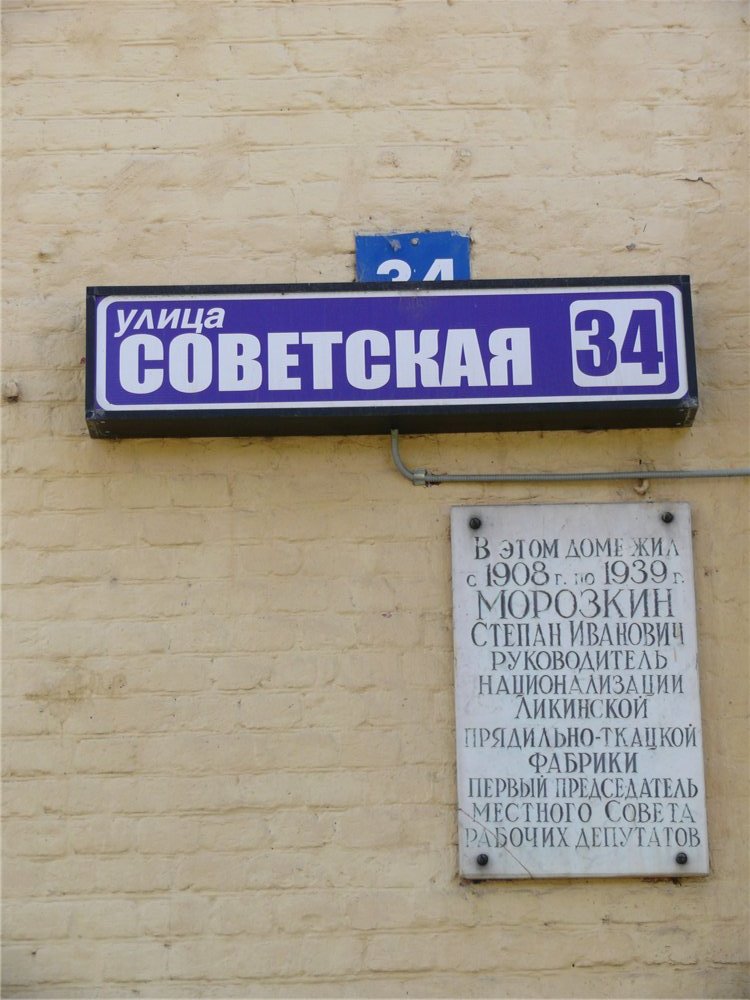 34
улица
СОВЕТСКАЯ 34
В ЭТОМ ДОМЕ ЖИЛ
с 1908 г. по 1939 г.
МОРОЗКИН
СТЕПАН ИВАНОВИЧ
РУКОВОДИТЕЛЬ
НАЦИОНАЛИЗАЦИИ
ЛИКИНСКОЙ
ПРЯДИЛЬНО-ТКАЦКОЙ
ФАБРИКИ
ПЕРВЫЙ ПРЕДСЕДАТЕЛЬ
МЕСТНОГО СОВЕТА
РАБОЧИХ ДЕПУТАТОВ